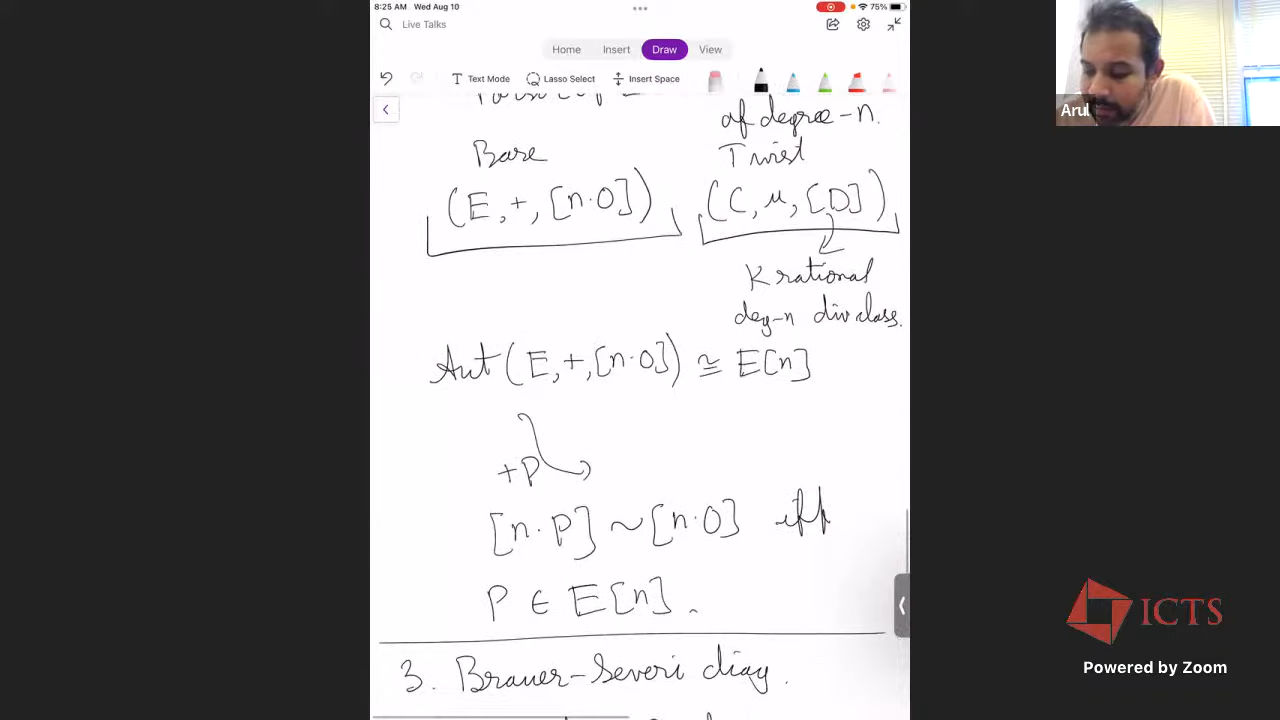 8:25 AM Wed Aug 10
75%
Live Talks
Home Insert Draw View
Text Mode Lasso Select Insert Space
of degree-n.
Base
Twist
(E, +, [n·O])
(C, μ, [D])
K rational
deg-n div class.
Aut(E, +, [n·O]) ≅ E[n]
+P
[n·P] ~ [n·O] iff
P ∈ E[n].
3. Brauer-Severi diag.
Arul
ICTS
Powered by Zoom